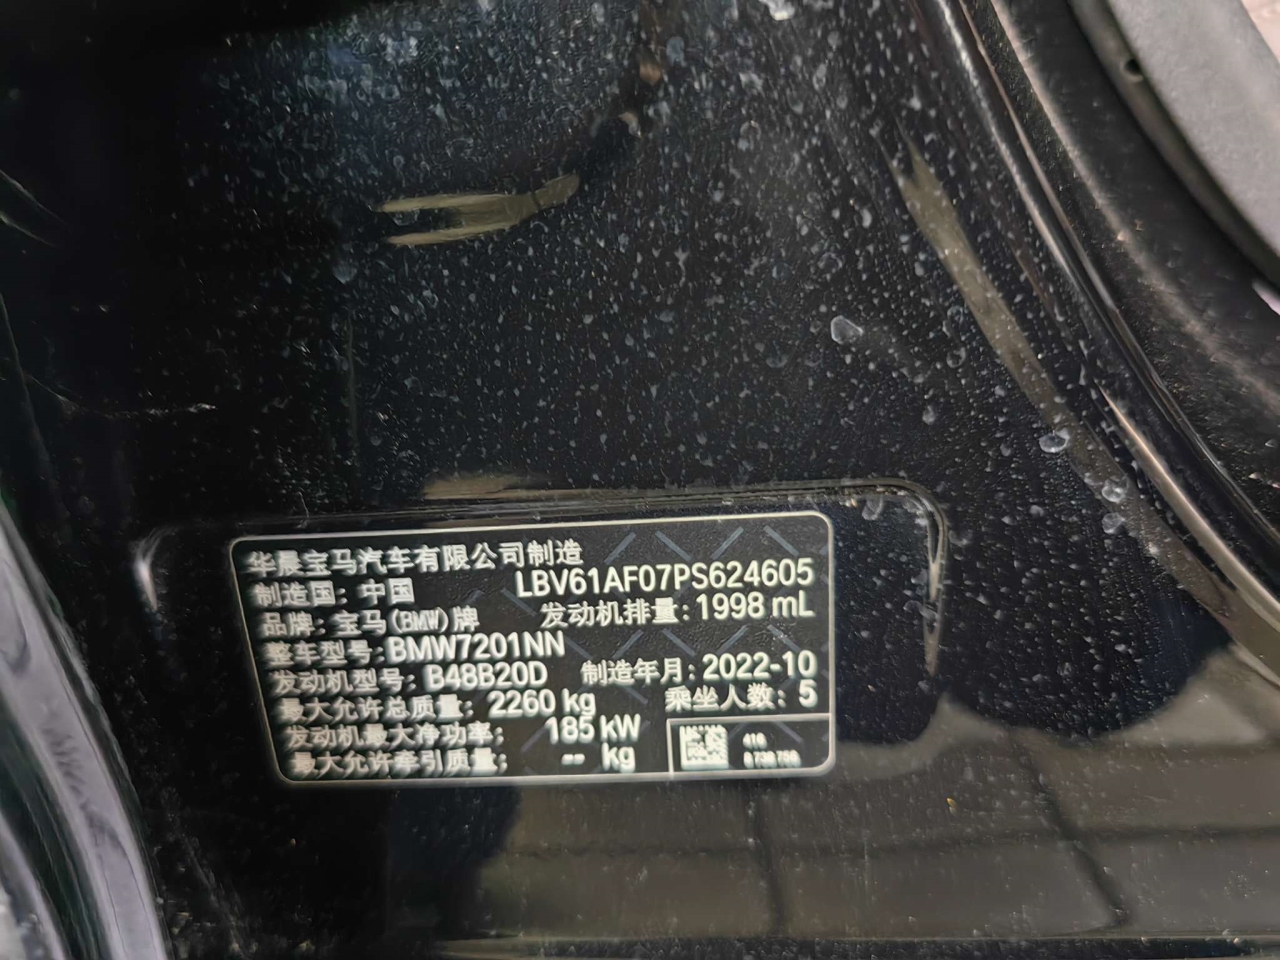 华晨宝马汽车有限公司制造
制造国: 中国 LBV61AF07PS624605
品牌: 宝马(BMW)牌 发动机排量: 1998 mL
整车型号: BMW7201NN
发动机型号: B48B20D 制造年月: 2022-10
最大允许总质量: 2260 kg 乘坐人数: 5
发动机最大净功率: 185 kW
最大允许牵引质量: -- kg